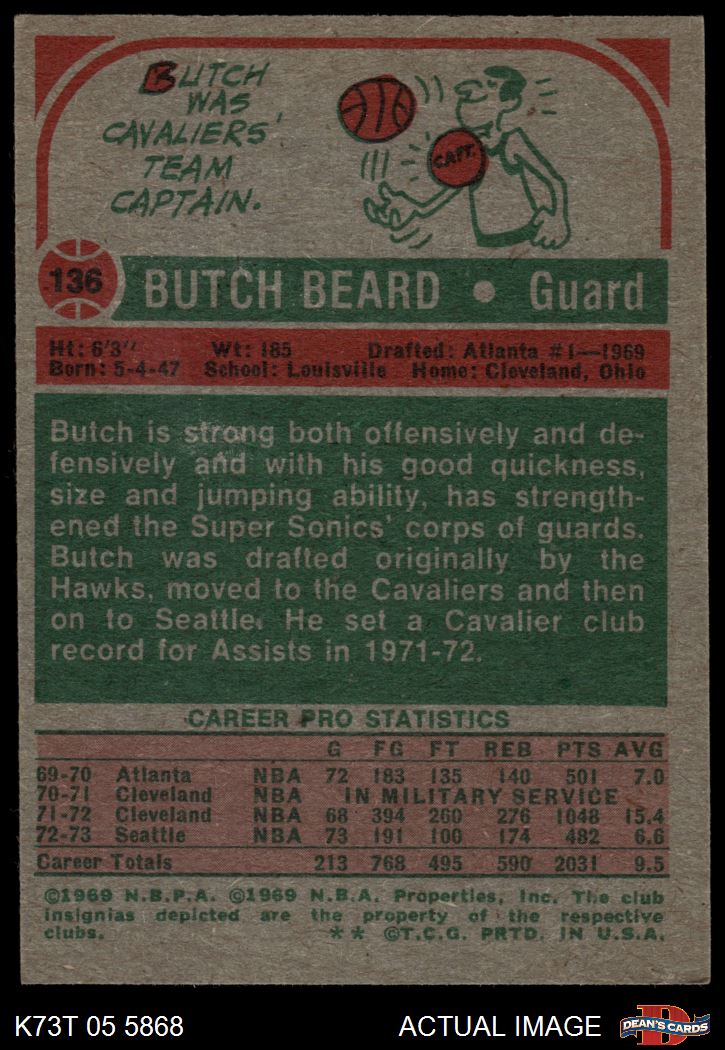 BUTCH
WAS
CAVALIERS'
TEAM
CAPTAIN.
CAPT.
136 BUTCH BEARD • Guard
Ht: 6'3" Wt: 185 Drafted: Atlanta #1—1969
Born: 5-4-47 School: Louisville Home: Cleveland, Ohio
Butch is strong both offensively and de-
fensively and with his good quickness,
size and jumping ability, has strength-
ened the Super Sonics' corps of guards.
Butch was drafted originally by the
Hawks, moved to the Cavaliers and then
on to Seattle. He set a Cavalier club
record for Assists in 1971-72.
CAREER PRO STATISTICS
G FG FT REB PTS AVG
69-70 Atlanta NBA 72 183 135 140 501 7.0
70-71 Cleveland NBA IN MILITARY SERVICE
71-72 Cleveland NBA 68 394 260 276 1048 15.4
72-73 Seattle NBA 73 191 100 174 482 6.6
Career Totals 213 768 495 590 2031 9.5
©1969 N.B.P.A. ©1969 N.B.A. Properties, Inc. The club
insignias depicted are the property of the respective
clubs. ** ©T.C.G. PRTD. IN U.S.A.
K73T 05 5868 ACTUAL IMAGE D DEAN'S CARDS